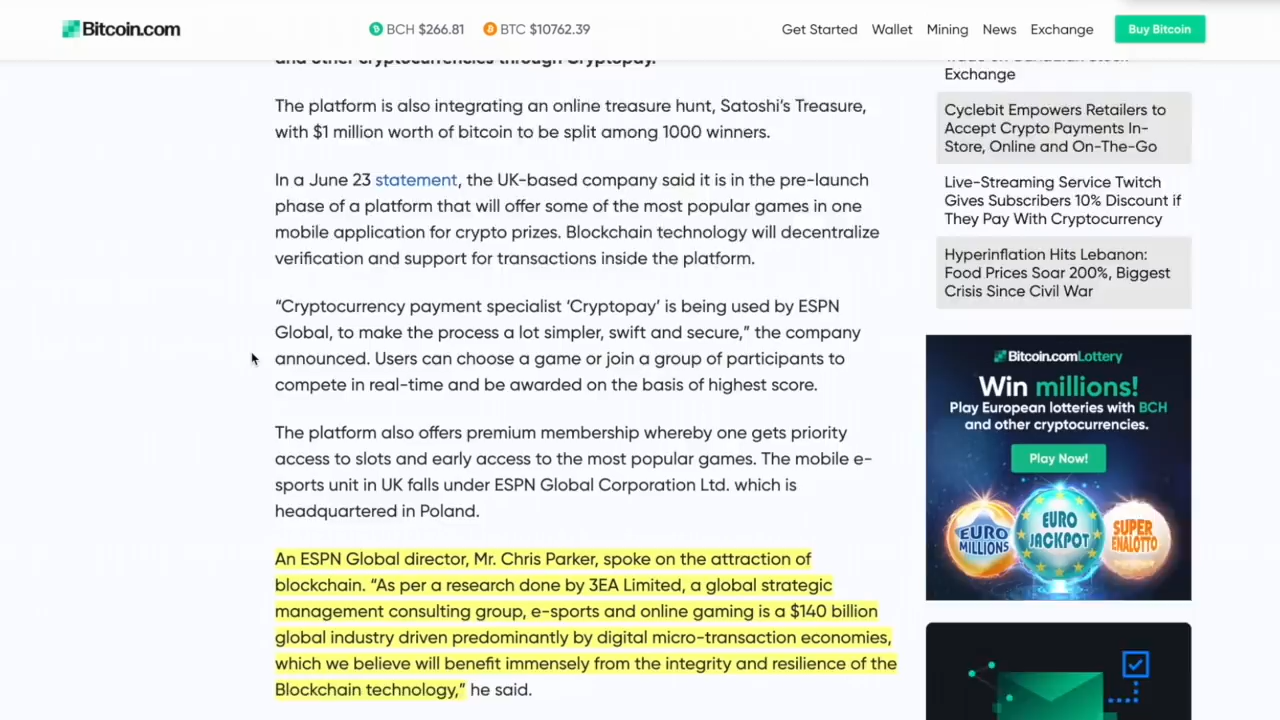 Bitcoin.com
BCH $266.81
BTC $10762.39
Get Started
Wallet
Mining
News
Exchange
Buy Bitcoin
and other cryptocurrencies through Cryptopay.
The platform is also integrating an online treasure hunt, Satoshi's Treasure,
with $1 million worth of bitcoin to be split among 1000 winners.
In a June 23 statement, the UK-based company said it is in the pre-launch
phase of a platform that will offer some of the most popular games in one
mobile application for crypto prizes. Blockchain technology will decentralize
verification and support for transactions inside the platform.
“Cryptocurrency payment specialist ‘Cryptopay’ is being used by ESPN
Global, to make the process a lot simpler, swift and secure,” the company
announced. Users can choose a game or join a group of participants to
compete in real-time and be awarded on the basis of highest score.
The platform also offers premium membership whereby one gets priority
access to slots and early access to the most popular games. The mobile e-
sports unit in UK falls under ESPN Global Corporation Ltd. which is
headquartered in Poland.
An ESPN Global director, Mr. Chris Parker, spoke on the attraction of
blockchain. “As per a research done by 3EA Limited, a global strategic
management consulting group, e-sports and online gaming is a $140 billion
global industry driven predominantly by digital micro-transaction economies,
which we believe will benefit immensely from the integrity and resilience of the
Blockchain technology,” he said.
Trade on Canadian Stock
Exchange
Cyclebit Empowers Retailers to
Accept Crypto Payments In-
Store, Online and On-The-Go
Live-Streaming Service Twitch
Gives Subscribers 10% Discount if
They Pay With Cryptocurrency
Hyperinflation Hits Lebanon:
Food Prices Soar 200%, Biggest
Crisis Since Civil War
Bitcoin.comLottery
Win millions!
Play European lotteries with BCH
and other cryptocurrencies.
Play Now!
EURO
MILLIONS
EURO
JACKPOT
SUPER
ENALOTTO